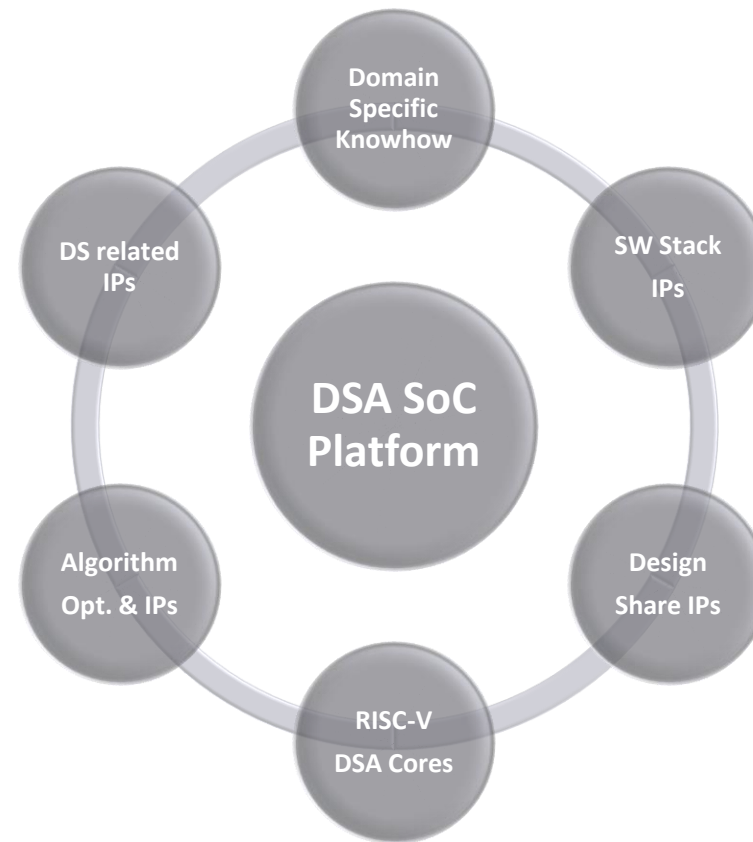 Domain
Specific
Knowhow
DS related
IPs
SW Stack
IPs
DSA SoC
Platform
Algorithm
Opt. & IPs
Design
Share IPs
RISC-V
DSA Cores